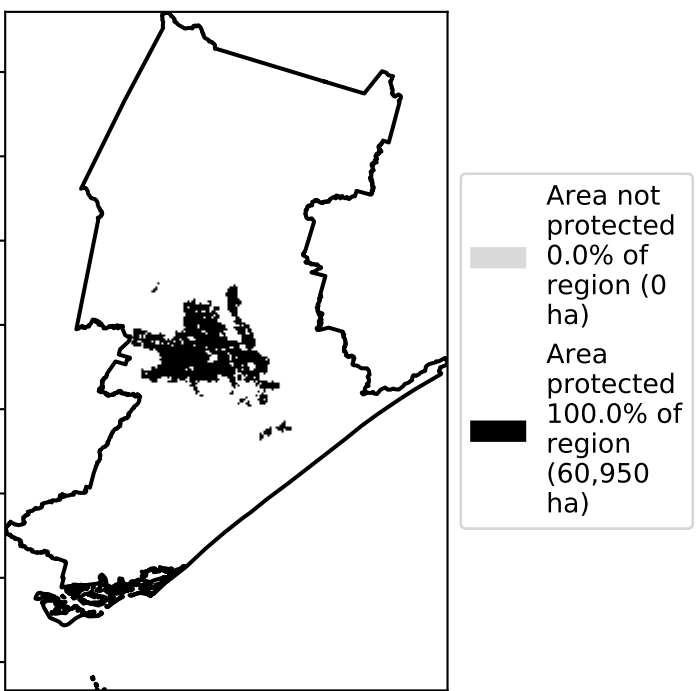 Area not
protected
0.0% of
region (0
ha)
Area
protected
100.0% of
region
(60,950
ha)